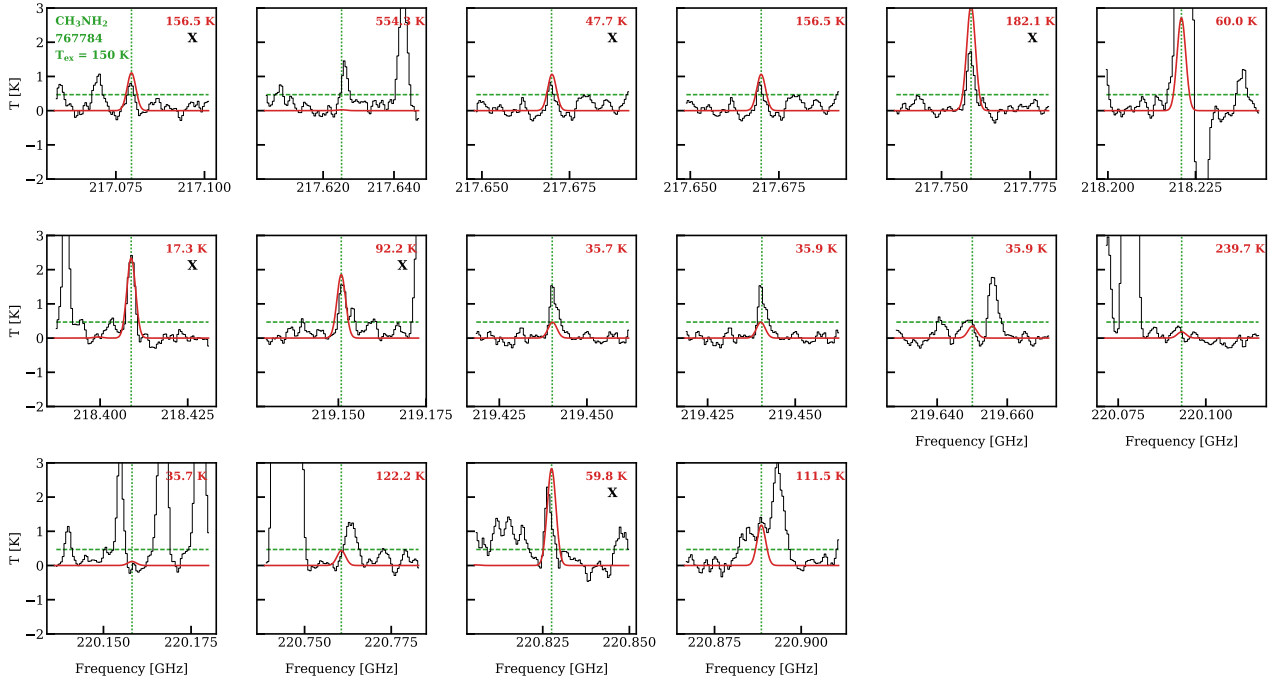 CH₃NH₂
767784
Tₑₓ = 150 K
156.5 K
X
T [K]
3
2
1
0
−1
−2
217.075
217.100
217.625
217.640
47.7 K
X
217.650
217.675
156.5 K
217.650
217.675
182.1 K
X
217.750
217.775
60.0 K
218.200
218.225
17.3 K
X
T [K]
3
2
1
0
−1
−2
218.400
218.425
92.2 K
X
219.150
219.175
35.7 K
219.425
219.450
35.9 K
219.425
219.450
35.9 K
219.640
219.660
Frequency [GHz]
239.7 K
220.075
220.100
Frequency [GHz]
35.7 K
T [K]
3
2
1
0
−1
−2
220.150
220.175
Frequency [GHz]
122.2 K
220.750
220.775
Frequency [GHz]
59.8 K
X
220.825
220.850
Frequency [GHz]
111.5 K
220.875
220.900
Frequency [GHz]